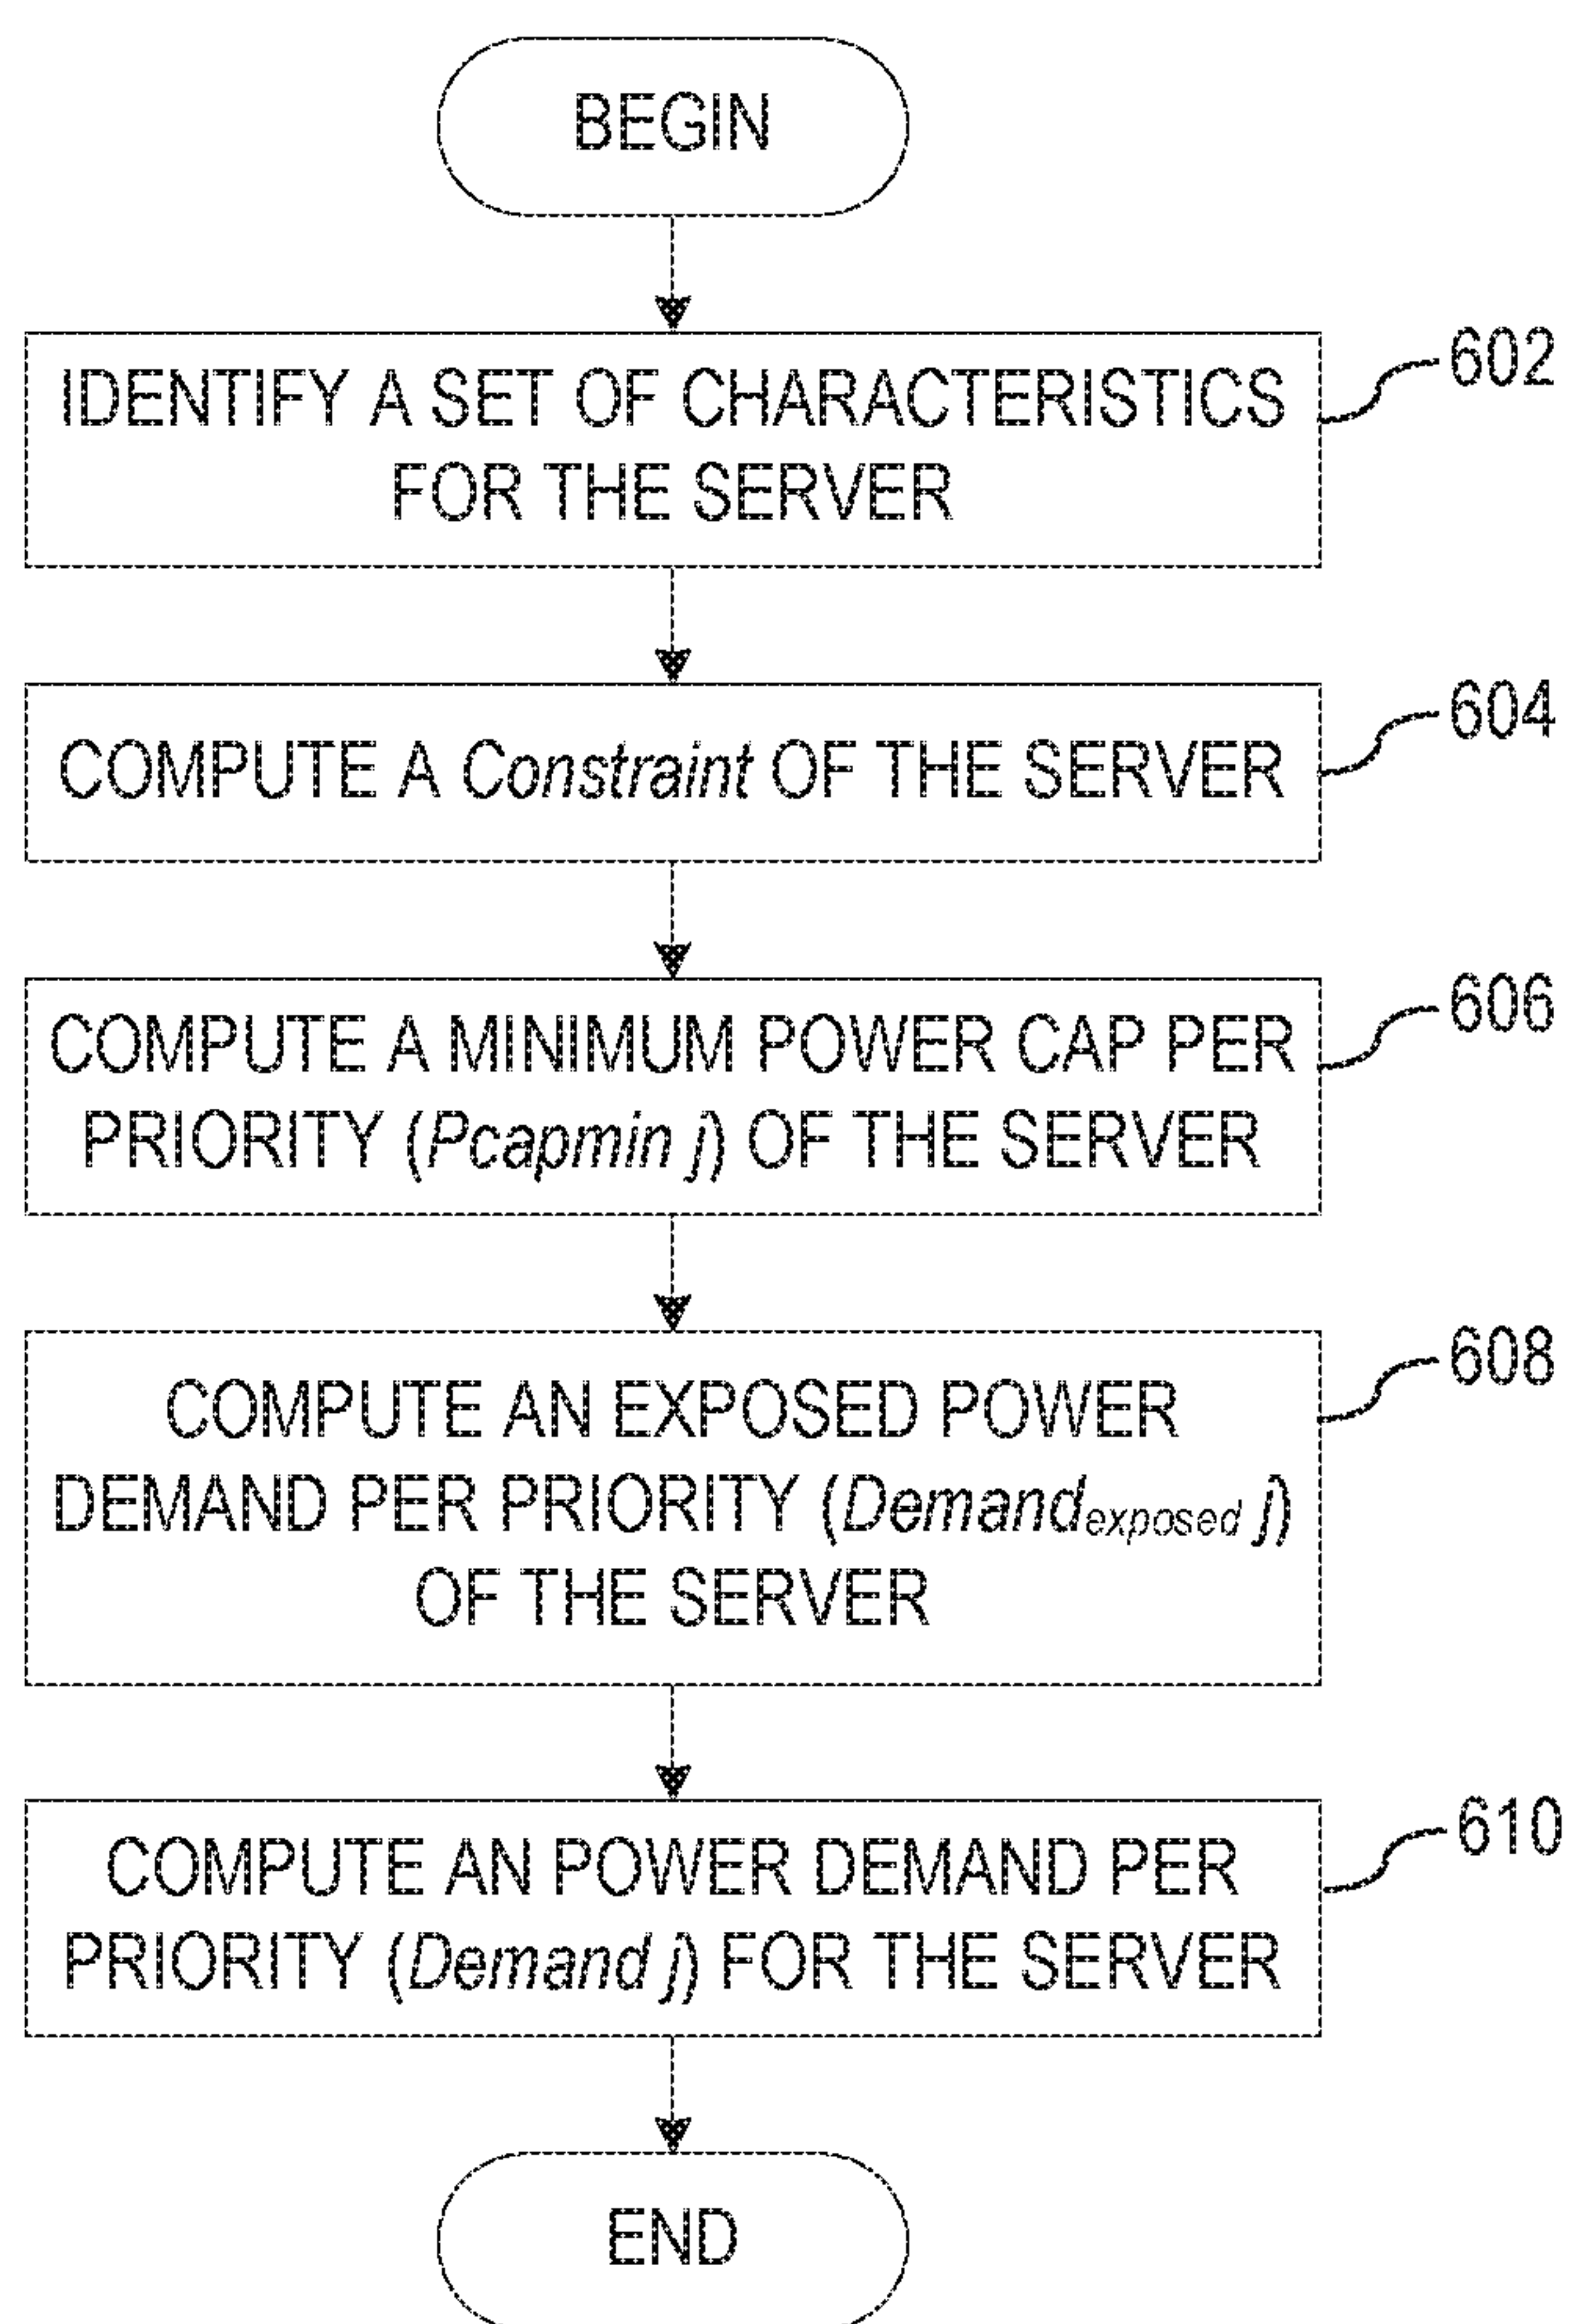 BEGIN
IDENTIFY A SET OF CHARACTERISTICS
FOR THE SERVER
602
COMPUTE A Constraint OF THE SERVER
604
COMPUTE A MINIMUM POWER CAP PER
PRIORITY (Pcapmin j) OF THE SERVER
606
COMPUTE AN EXPOSED POWER
DEMAND PER PRIORITY (Demandexposed j)
OF THE SERVER
608
COMPUTE AN POWER DEMAND PER
PRIORITY (Demand j) FOR THE SERVER
610
END